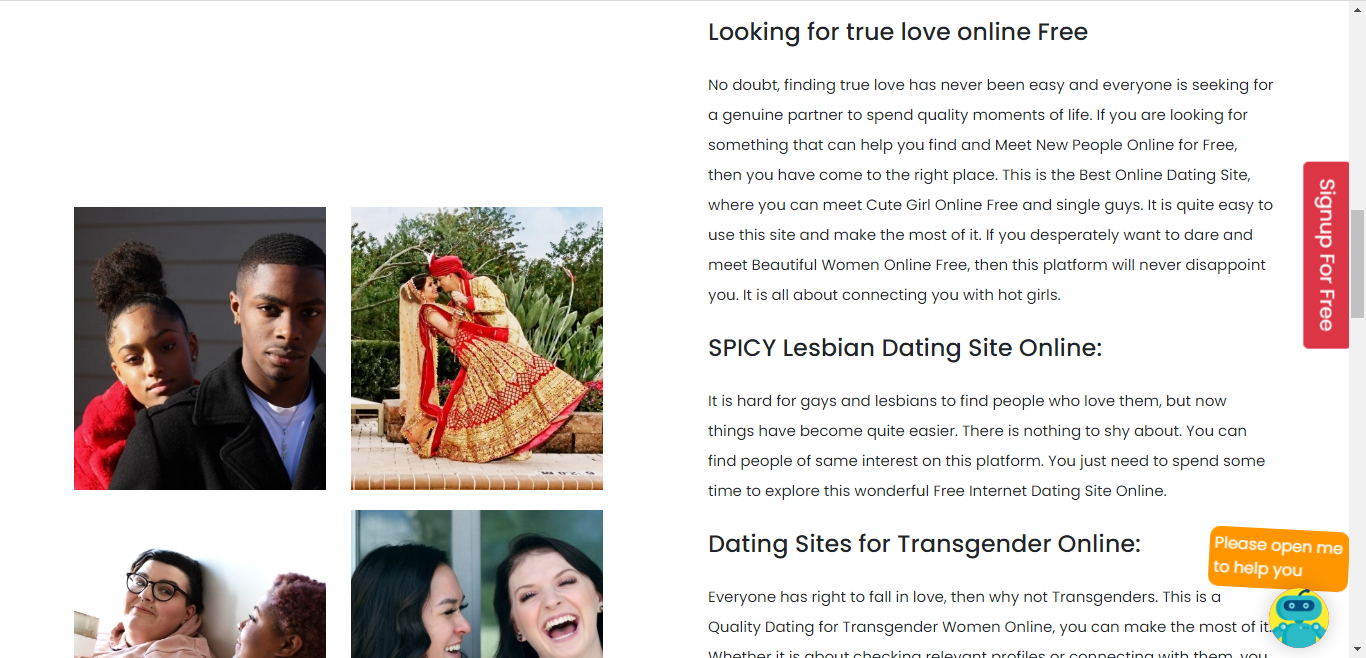 Looking for true love online Free
No doubt, finding true love has never been easy and everyone is seeking for
a genuine partner to spend quality moments of life. If you are looking for
something that can help you find and Meet New People Online for Free,
then you have come to the right place. This is the Best Online Dating Site,
where you can meet Cute Girl Online Free and single guys. It is quite easy to
use this site and make the most of it. If you desperately want to dare and
meet Beautiful Women Online Free, then this platform will never disappoint
you. It is all about connecting you with hot girls.
SPICY Lesbian Dating Site Online:
It is hard for gays and lesbians to find people who love them, but now
things have become quite easier. There is nothing to shy about. You can
find people of same interest on this platform. You just need to spend some
time to explore this wonderful Free Internet Dating Site Online.
Dating Sites for Transgender Online:
Everyone has right to fall in love, then why not Transgenders. This is a
Quality Dating for Transgender Women Online, you can make the most of it.
Whether it is about checking relevant profiles or connecting with them, you
Signup For Free
Please open me
to help you